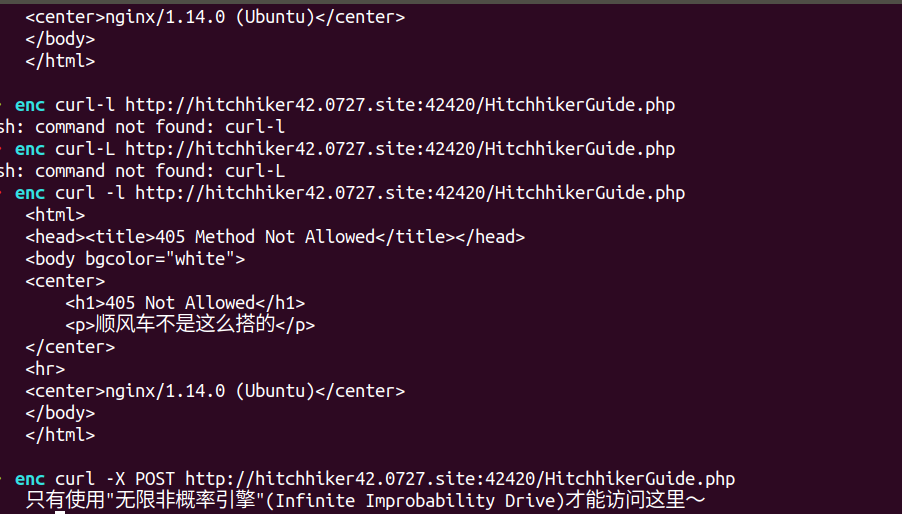 <center>nginx/1.14.0 (Ubuntu)</center>
</body>
</html>
enc curl-l http://hitchhiker42.0727.site:42420/HitchhikerGuide.php
sh: command not found: curl-l
enc curl-L http://hitchhiker42.0727.site:42420/HitchhikerGuide.php
sh: command not found: curl-L
enc curl -l http://hitchhiker42.0727.site:42420/HitchhikerGuide.php
<html>
<head><title>405 Method Not Allowed</title></head>
<body bgcolor="white">
<center>
<h1>405 Not Allowed</h1>
<p>顺风车不是这么搭的</p>
</center>
<hr>
<center>nginx/1.14.0 (Ubuntu)</center>
</body>
</html>
enc curl -X POST http://hitchhiker42.0727.site:42420/HitchhikerGuide.php
只有使用"无限非概率引擎"(Infinite Improbability Drive)才能访问这里～